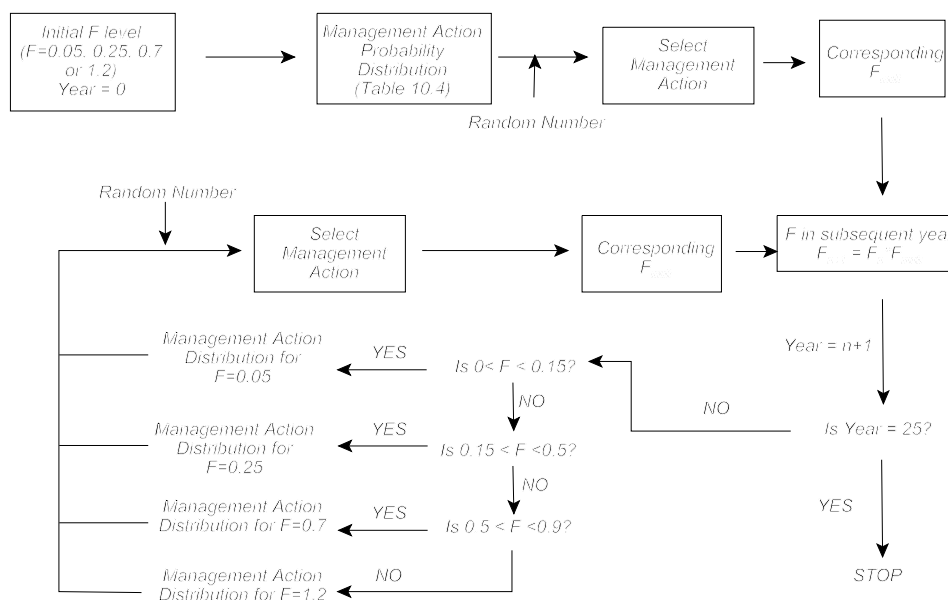 Initial F level
(F=0.05, 0.25, 0.7
or 1.2)
Year = 0
Management Action
Probability
Distribution
(Table 10.4)
Random Number
Select
Management
Action
Corresponding
F
Random Number
Select
Management
Action
Corresponding
F
F in subsequent year
Year = n+1
Is Year = 25?
NO
YES
STOP
Is 0< F < 0.15?
YES
Management Action
Distribution for
F=0.05
NO
Is 0.15 < F <0.5?
YES
Management Action
Distribution for
F=0.25
NO
Is 0.5 < F <0.9?
YES
Management Action
Distribution for F=0.7
NO
Management Action
Distribution for F=1.2